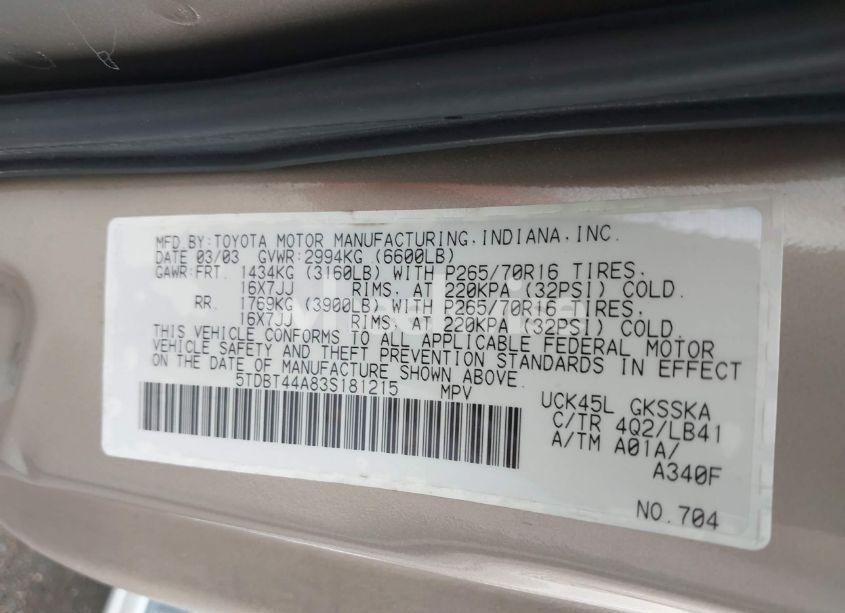 MFD.BY:TOYOTA MOTOR MANUFACTURING.INDIANA.INC.
DATE 03/03 GVWR:2994KG (6600LB)
GAWR:FRT. 1434KG (3160LB) WITH P265/70R16 TIRES.
16X7JJ RIMS. AT 220KPA (32PSI) COLD.
RR. 1769KG (3900LB) WITH P265/70R16 TIRES.
16X7JJ RIMS. AT 220KPA (32PSI) COLD.
THIS VEHICLE CONFORMS TO ALL APPLICABLE FEDERAL MOTOR
VEHICLE SAFETY AND THEFT PREVENTION STANDARDS IN EFFECT
ON THE DATE OF MANUFACTURE SHOWN ABOVE.
5TDBT44A83S181215 MPV
UCK45L GKSSKA
C/TR 4Q2/LB41
A/TM A01A/
A340F
NO.704